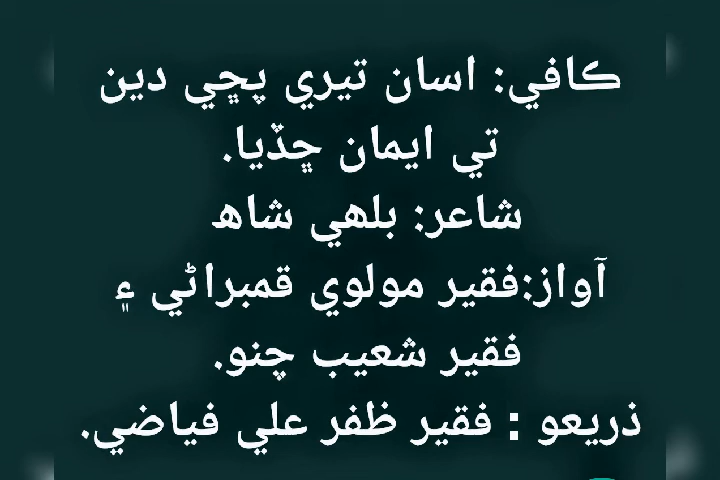 ڪافي: اسان تيري پڇي دين
تي ايمان ڇڏيا.
شاعر: بلهي شاھ
آواز:فقير مولوي قمبراڻي ۽
فقير شعيب چنو.
ذريعو : فقير ظفر علي فياضي.